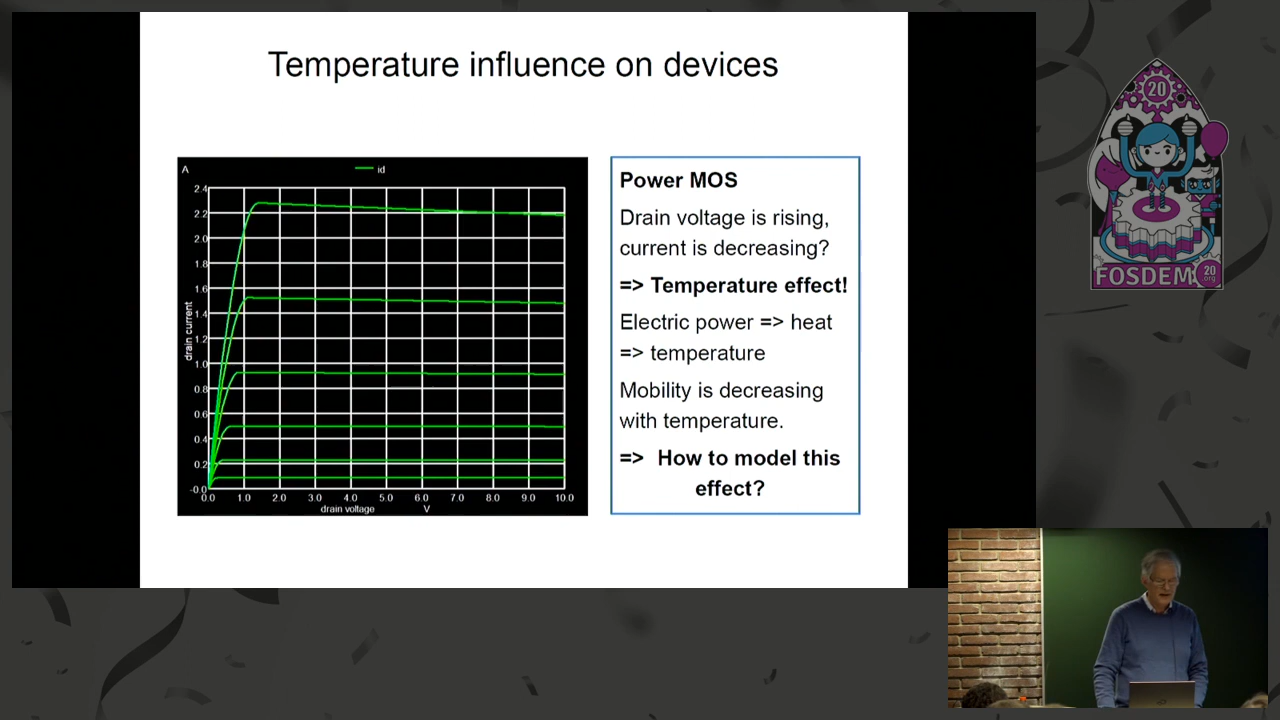 Temperature influence on devices
A
id
2.4
2.2
2.0
1.8
1.6
1.4
1.2
1.0
0.8
0.6
0.4
0.2
-0.0
drain current
0.0 1.0 2.0 3.0 4.0 5.0 6.0 7.0 8.0 9.0 10.0
drain voltage V
Power MOS
Drain voltage is rising,
current is decreasing?
=> Temperature effect!
Electric power => heat
=> temperature
Mobility is decreasing
with temperature.
=> How to model this
effect?
20
FOSDEM
20
.org